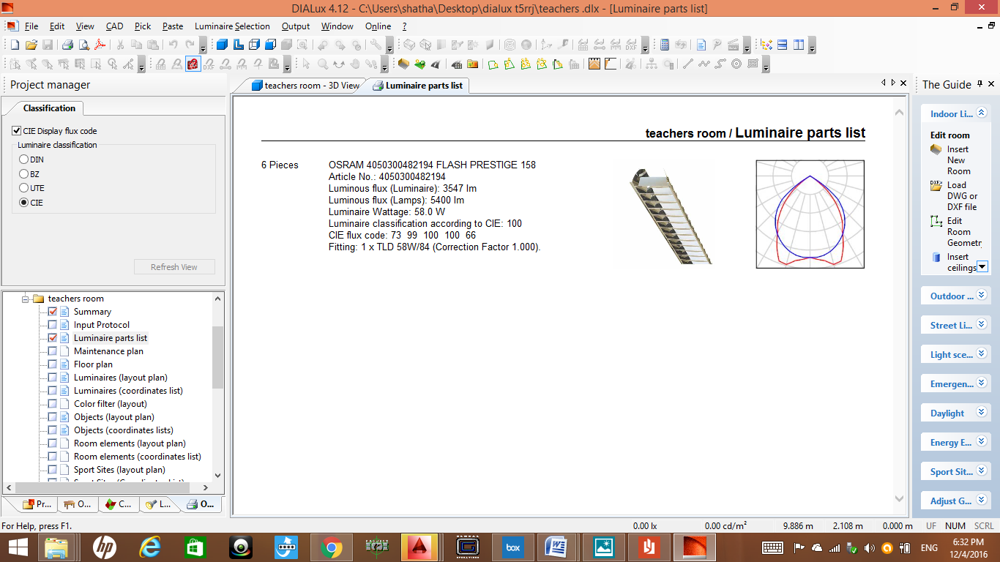 DIALux 4.12 - C:\Users\shatha\Desktop\dialux t5rrj\teachers .dlx - [Luminaire parts list]
File Edit View CAD Pick Paste Luminaire Selection Output Window Online ?
Project manager
teachers room - 3D View
Luminaire parts list
The Guide
Classification
CIE Display flux code
Luminaire classification
DIN
BZ
UTE
CIE
Refresh View
teachers room
Summary
Input Protocol
Luminaire parts list
Maintenance plan
Floor plan
Luminaires (layout plan)
Luminaires (coordinates list)
Color filter (layout)
Objects (layout plan)
Objects (coordinates lists)
Room elements (layout plan)
Room elements (coordinates list)
Sport Sites (layout plan)
Pr... O... C... L... O...
teachers room / Luminaire parts list
6 Pieces
OSRAM 4050300482194 FLASH PRESTIGE 158
Article No.: 4050300482194
Luminous flux (Luminaire): 3547 lm
Luminous flux (Lamps): 5400 lm
Luminaire Wattage: 58.0 W
Luminaire classification according to CIE: 100
CIE flux code: 73 99 100 100 66
Fitting: 1 x TLD 58W/84 (Correction Factor 1.000).
Indoor Li...
Edit room
Insert
New
Room
DXF
Load
DWG or
DXF file
Edit
Room
Geometr
Insert
ceilings
Outdoor ...
Street Li...
Light sce...
Emergen...
Daylight
Energy E...
Sport Sit...
Adjust G...
For Help, press F1.
0.00 lx 0.00 cd/m² 9.886 m 2.108 m 0.000 m UF NUM SCRL
hp
box
ENG
6:32 PM
12/4/2016